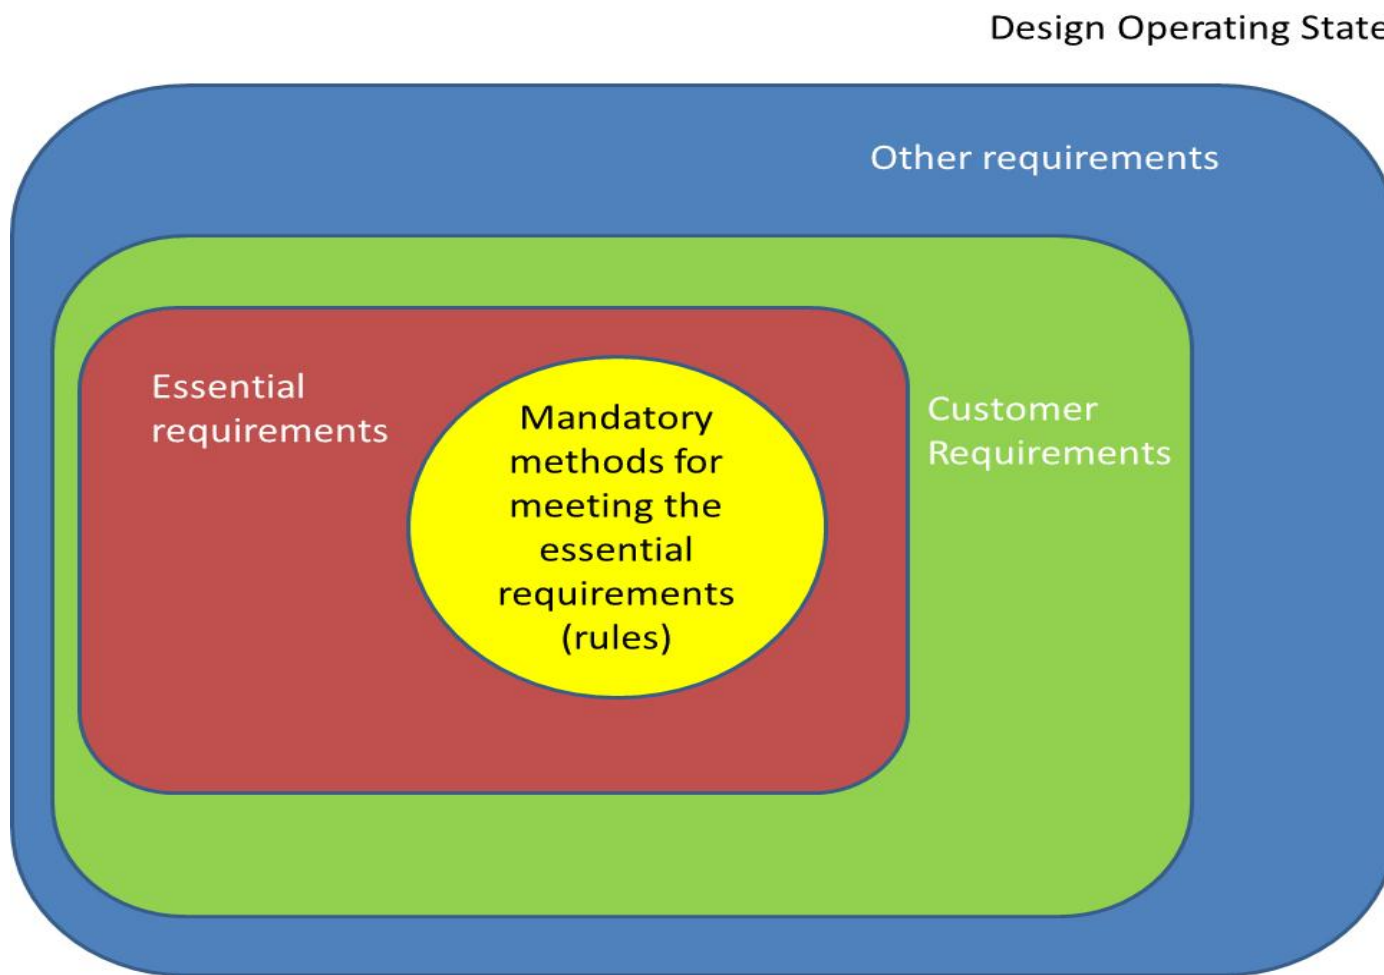 Design Operating State
Other requirements
Essential
requirements
Mandatory
methods for
meeting the
essential
requirements
(rules)
Customer
Requirements